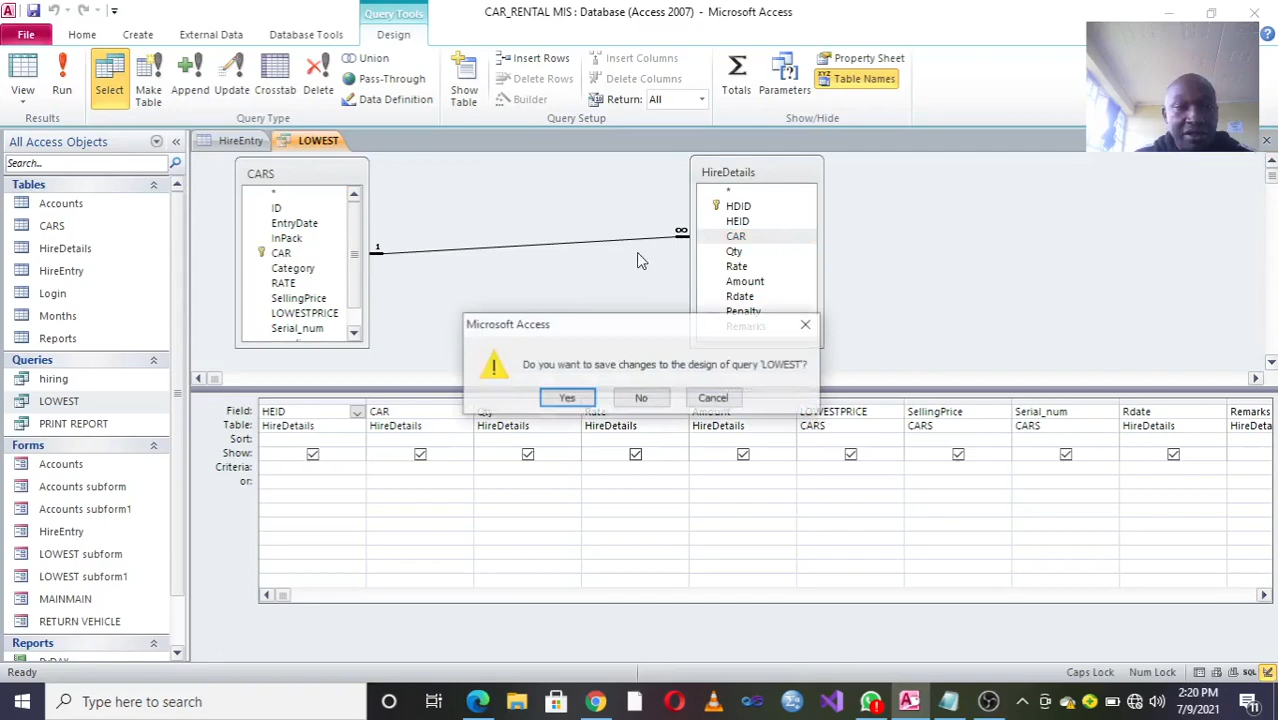 Query Tools
CAR_RENTAL MIS : Database (Access 2007) - Microsoft Access
File
Home
Create
External Data
Database Tools
Design
View
Run
Select
Make Table
Append
Update
Crosstab
Delete
Union
Pass-Through
Data Definition
Show Table
Insert Rows
Delete Rows
Builder
Insert Columns
Delete Columns
Return: All
Totals
Parameters
Property Sheet
Table Names
Results
Query Type
Query Setup
Show/Hide
All Access Objects
Search...
Tables
Accounts
CARS
HireDetails
HireEntry
Login
Months
Reports
Queries
hiring
LOWEST
PRINT REPORT
Forms
Accounts
Accounts subform
Accounts subform1
HireEntry
LOWEST subform
LOWEST subform1
MAINMAIN
RETURN VEHICLE
Reports
HireEntry
LOWEST
CARS
*
ID
EntryDate
InPack
CAR
Category
RATE
SellingPrice
LOWESTPRICE
Serial_num
1
∞
HireDetails
*
HDID
HEID
CAR
Qty
Rate
Amount
Rdate
Penalty
Remarks
Microsoft Access
Do you want to save changes to the design of query 'LOWEST'?
Yes
No
Cancel
Field: HEID CAR Qty Rate Amount LOWESTPRICE SellingPrice Serial_num Rdate Remarks
Table: HireDetails HireDetails HireDetails HireDetails HireDetails CARS CARS CARS HireDetails HireDeta
Sort:
Show:
Criteria:
or:
Ready
Caps Lock
Num Lock
SQL
Type here to search
2:20 PM
7/9/2021
11